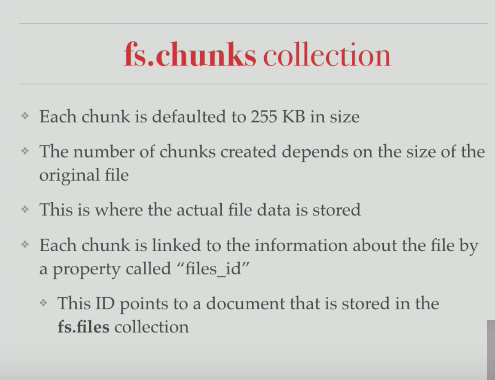 fs.chunks collection
❖ Each chunk is defaulted to 255 KB in size
❖ The number of chunks created depends on the size of the
original file
❖ This is where the actual file data is stored
❖ Each chunk is linked to the information about the file by
a property called “files_id”
❖ This ID points to a document that is stored in the
fs.files collection